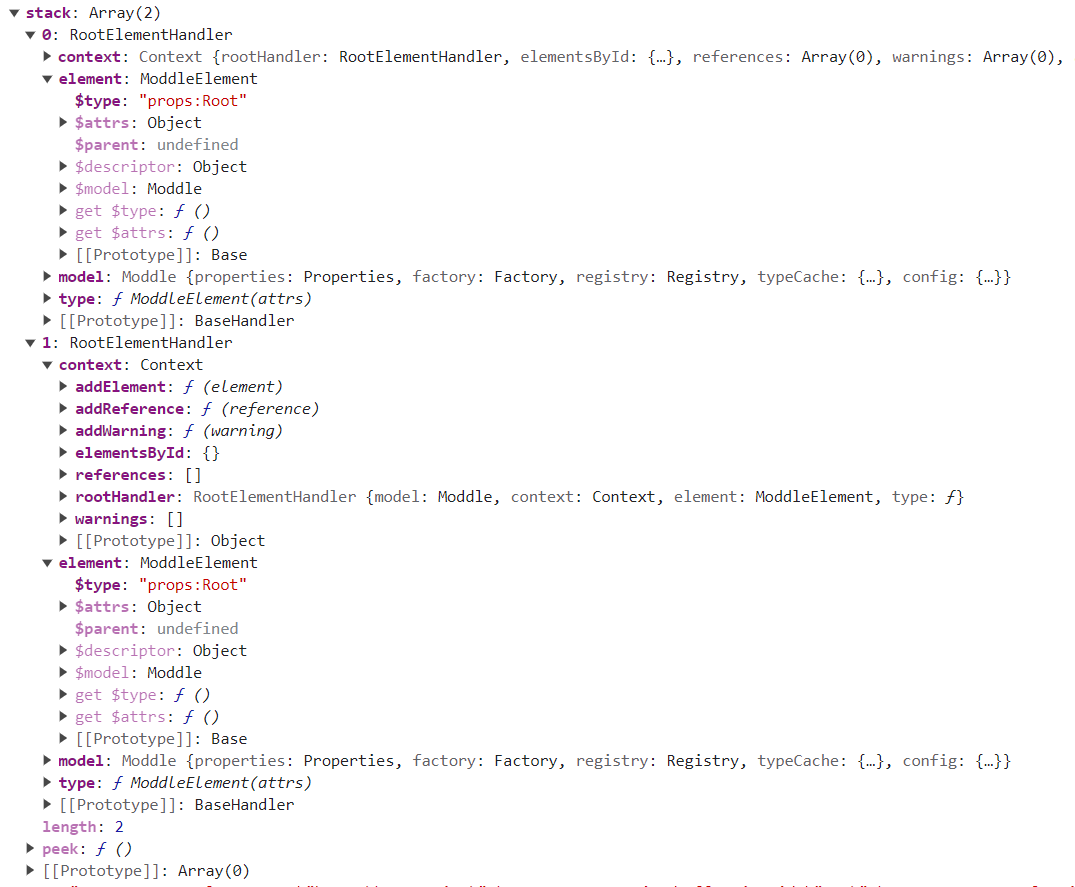 ▼ stack: Array(2)
▼ 0: RootElementHandler
▶ context: Context {rootHandler: RootElementHandler, elementsById: {…}, references: Array(0), warnings: Array(0),
▼ element: ModdleElement
$type: "props:Root"
▶ $attrs: Object
$parent: undefined
▶ $descriptor: Object
▶ $model: Moddle
▶ get $type: ƒ ()
▶ get $attrs: ƒ ()
▶ [[Prototype]]: Base
▶ model: Moddle {properties: Properties, factory: Factory, registry: Registry, typeCache: {…}, config: {…}}
▶ type: ƒ ModdleElement(attrs)
▶ [[Prototype]]: BaseHandler
▼ 1: RootElementHandler
▼ context: Context
▶ addElement: ƒ (element)
▶ addReference: ƒ (reference)
▶ addWarning: ƒ (warning)
▶ elementsById: {}
▶ references: []
▶ rootHandler: RootElementHandler {model: Moddle, context: Context, element: ModdleElement, type: ƒ}
▶ warnings: []
▶ [[Prototype]]: Object
▼ element: ModdleElement
$type: "props:Root"
▶ $attrs: Object
$parent: undefined
▶ $descriptor: Object
▶ $model: Moddle
▶ get $type: ƒ ()
▶ get $attrs: ƒ ()
▶ [[Prototype]]: Base
▶ model: Moddle {properties: Properties, factory: Factory, registry: Registry, typeCache: {…}, config: {…}}
▶ type: ƒ ModdleElement(attrs)
▶ [[Prototype]]: BaseHandler
length: 2
▶ peek: ƒ ()
▶ [[Prototype]]: Array(0)